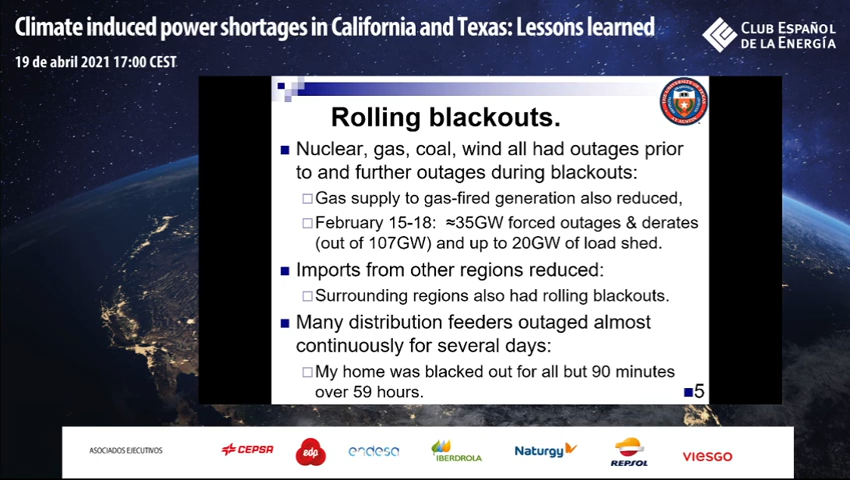 Climate induced power shortages in California and Texas: Lessons learned
19 de abril 2021 17:00 CEST
CLUB ESPAÑOL
DE LA ENERGÍA
Rolling blackouts.
Nuclear, gas, coal, wind all had outages prior
to and further outages during blackouts:
Gas supply to gas-fired generation also reduced,
February 15-18: ≈35GW forced outages & derates
(out of 107GW) and up to 20GW of load shed.
Imports from other regions reduced:
Surrounding regions also had rolling blackouts.
Many distribution feeders outaged almost
continuously for several days:
My home was blacked out for all but 90 minutes
over 59 hours.
5
ASOCIADOS EJECUTIVOS
CEPSA
edp
endesa
IBERDROLA
Naturgy
REPSOL
viesgo